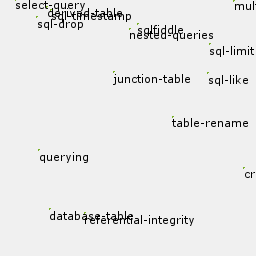 select-query
mul
derived-table
sql-timestamp
sql-drop
sqlfiddle
nested-queries
sql-limit
junction-table
sql-like
table-rename
querying
cr
database-table
referential-integrity